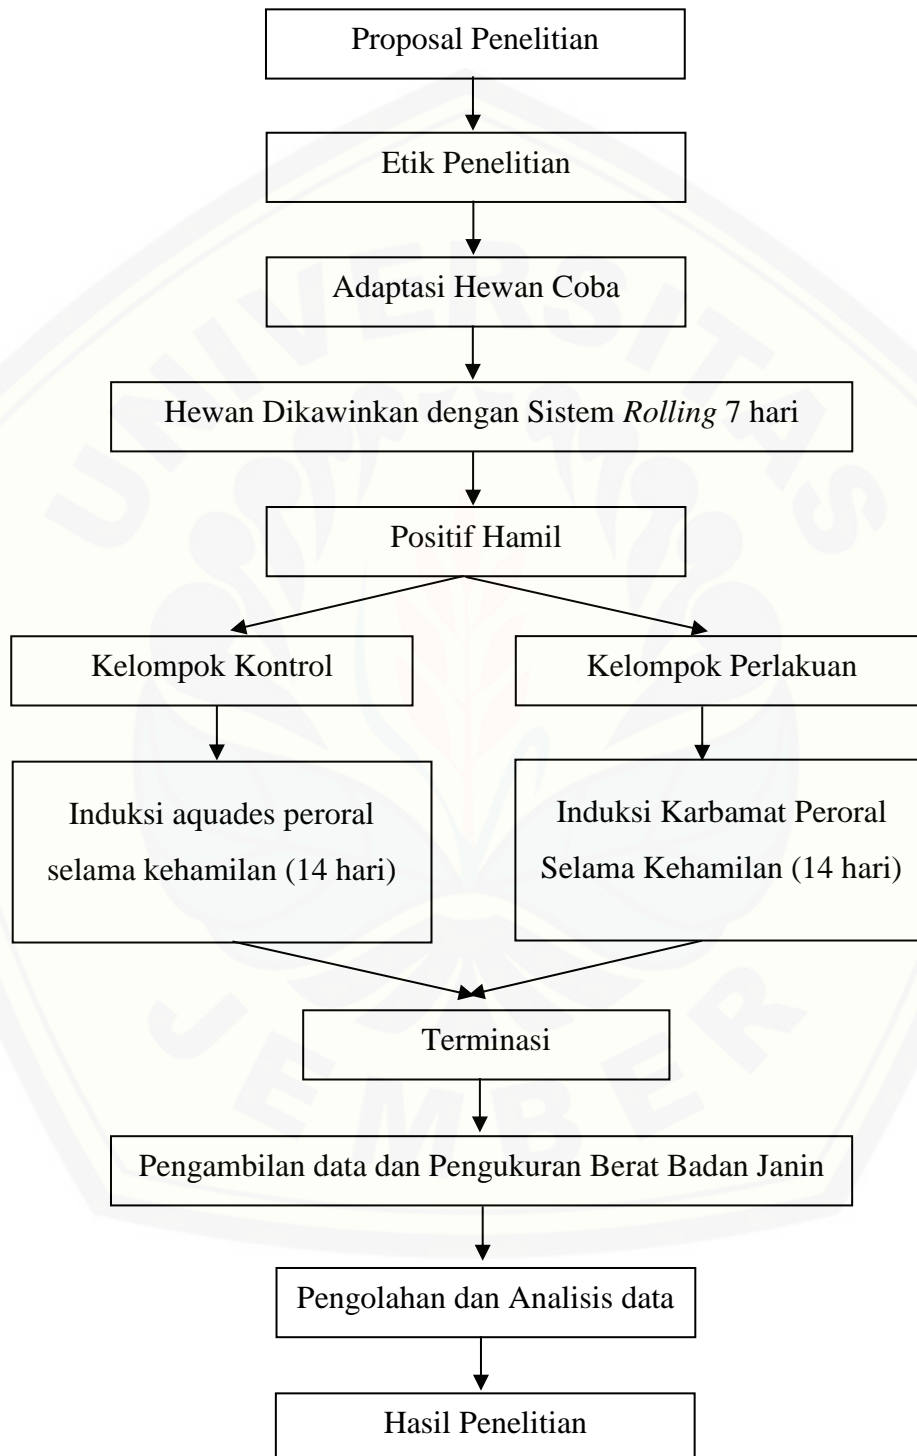 Proposal Penelitian
Etik Penelitian
Adaptasi Hewan Coba
Hewan Dikawinkan dengan Sistem Rolling 7 hari
Positif Hamil
Kelompok Kontrol
Kelompok Perlakuan
Induksi aquades peroral
selama kehamilan (14 hari)
Induksi Karbamat Peroral
Selama Kehamilan (14 hari)
Terminasi
Pengambilan data dan Pengukuran Berat Badan Janin
Pengolahan dan Analisis data
Hasil Penelitian
UNIVERSITAS
JEMBER